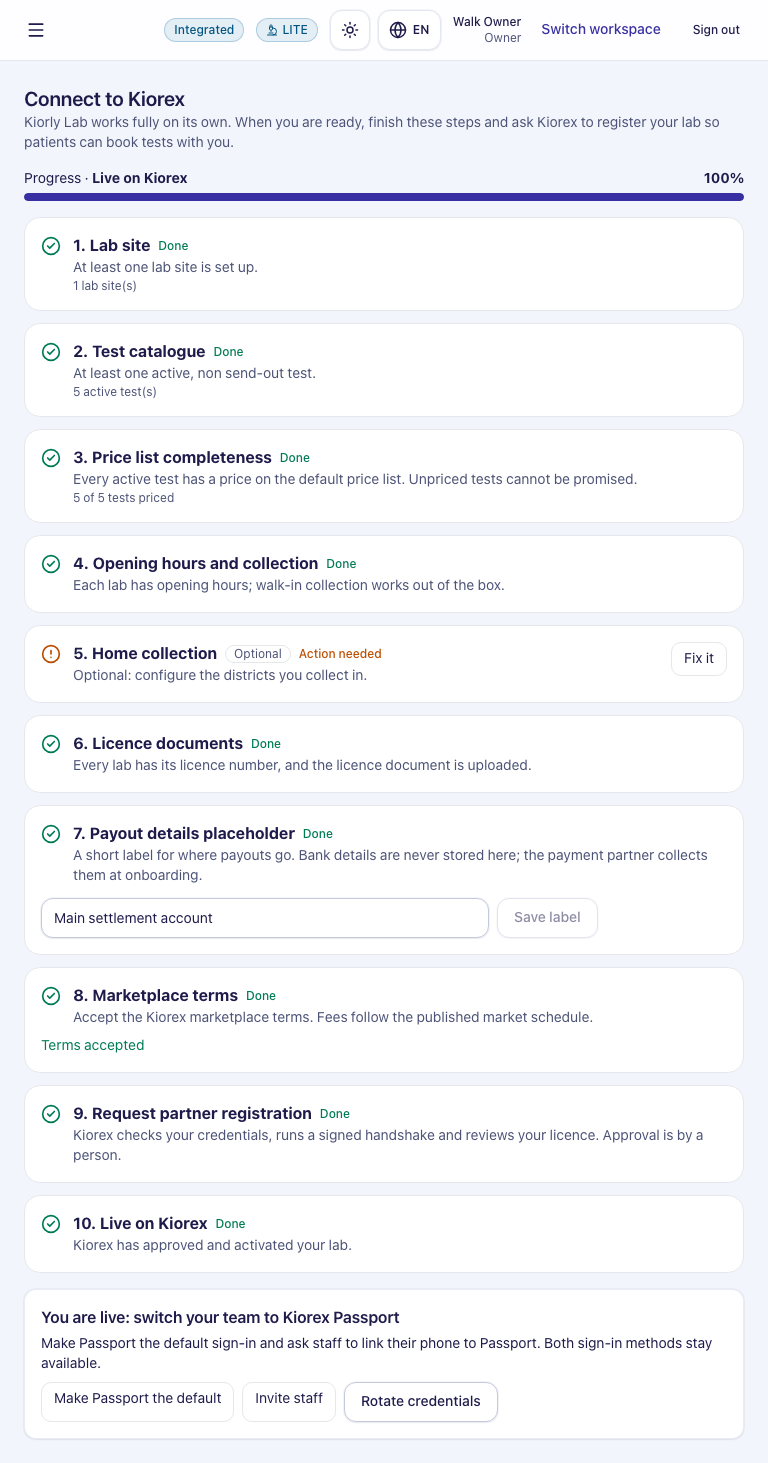 Integrated
LITE
EN
Walk Owner
Owner
Switch workspace
Sign out
Connect to Kiorex
Kiorly Lab works fully on its own. When you are ready, finish these steps and ask Kiorex to register your lab so
patients can book tests with you.
Progress · Live on Kiorex 100%
1. Lab site Done
At least one lab site is set up.
1 lab site(s)
2. Test catalogue Done
At least one active, non send-out test.
5 active test(s)
3. Price list completeness Done
Every active test has a price on the default price list. Unpriced tests cannot be promised.
5 of 5 tests priced
4. Opening hours and collection Done
Each lab has opening hours; walk-in collection works out of the box.
5. Home collection Optional Action needed
Fix it
Optional: configure the districts you collect in.
6. Licence documents Done
Every lab has its licence number, and the licence document is uploaded.
7. Payout details placeholder Done
A short label for where payouts go. Bank details are never stored here; the payment partner collects
them at onboarding.
Main settlement account Save label
8. Marketplace terms Done
Accept the Kiorex marketplace terms. Fees follow the published market schedule.
Terms accepted
9. Request partner registration Done
Kiorex checks your credentials, runs a signed handshake and reviews your licence. Approval is by a
person.
10. Live on Kiorex Done
Kiorex has approved and activated your lab.
You are live: switch your team to Kiorex Passport
Make Passport the default sign-in and ask staff to link their phone to Passport. Both sign-in methods stay
available.
Make Passport the default Invite staff Rotate credentials